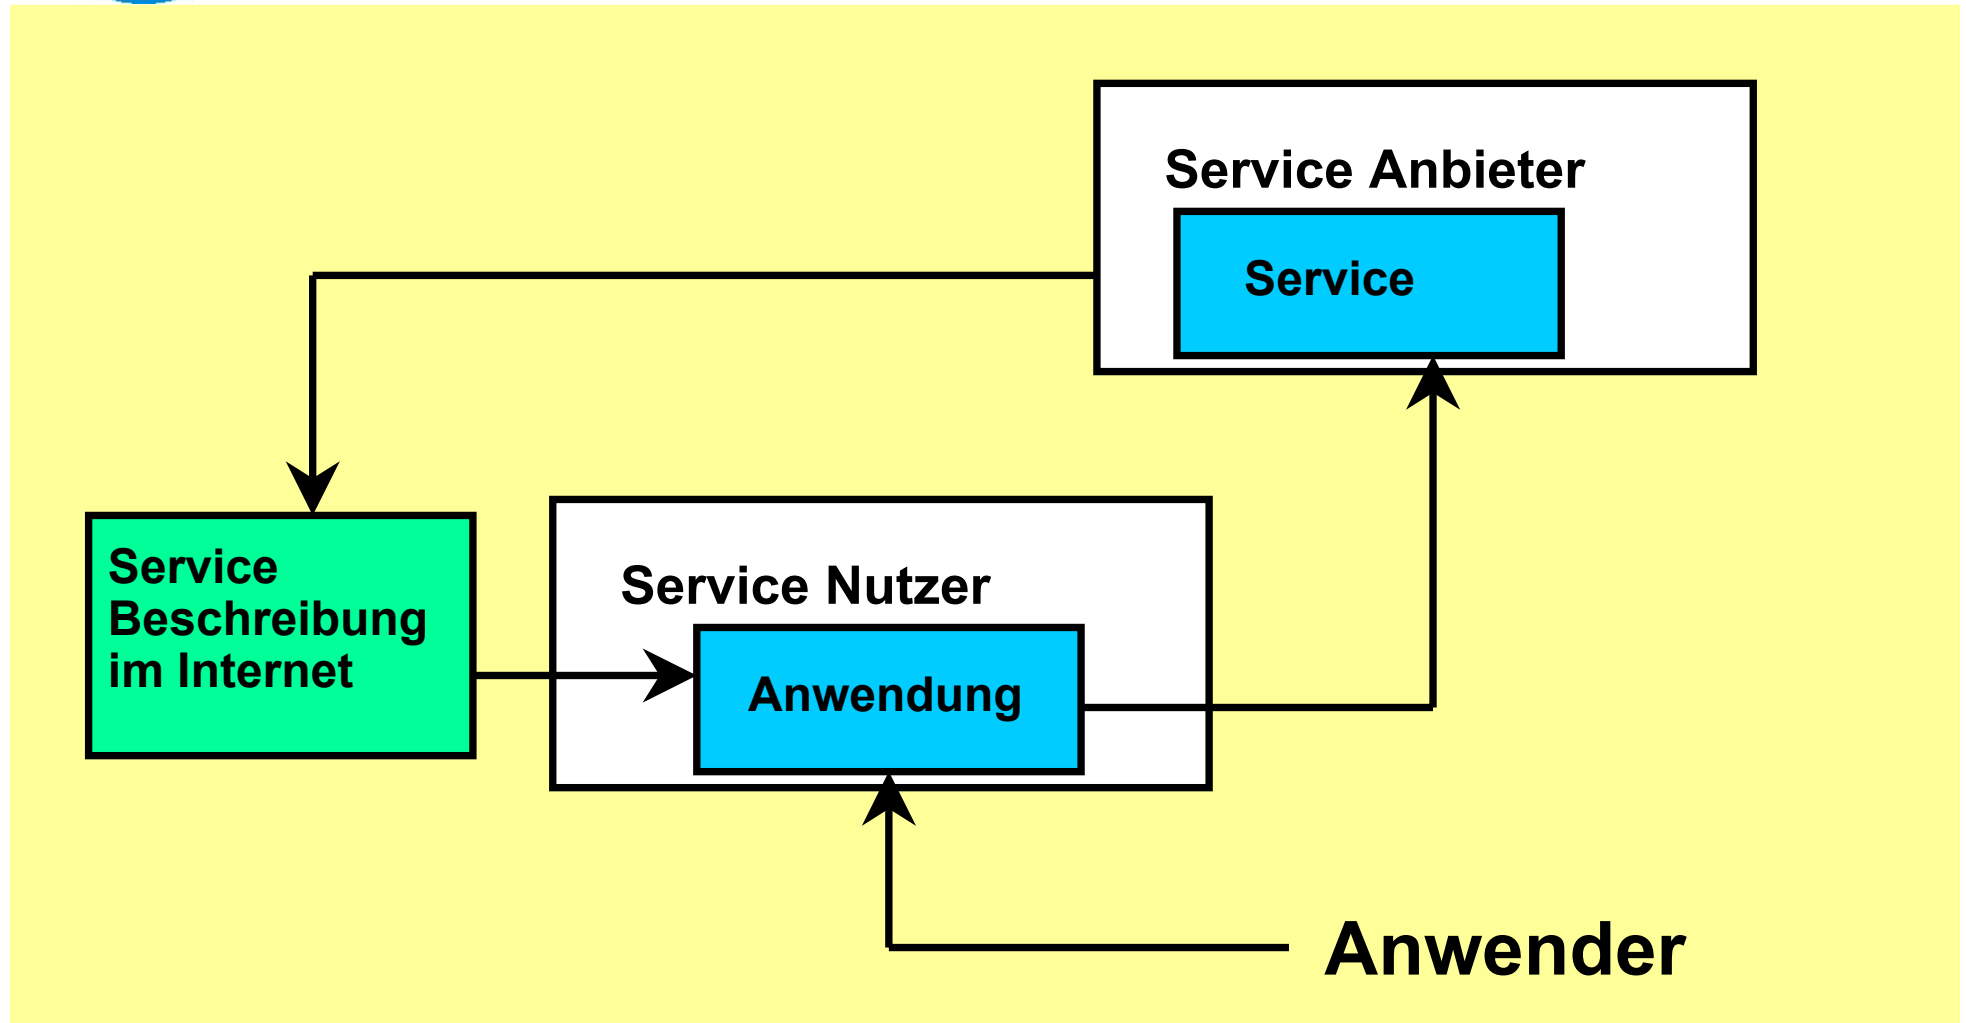 Service Anbieter
Service
Service
Beschreibung
im Internet
Service Nutzer
Anwendung
Anwender